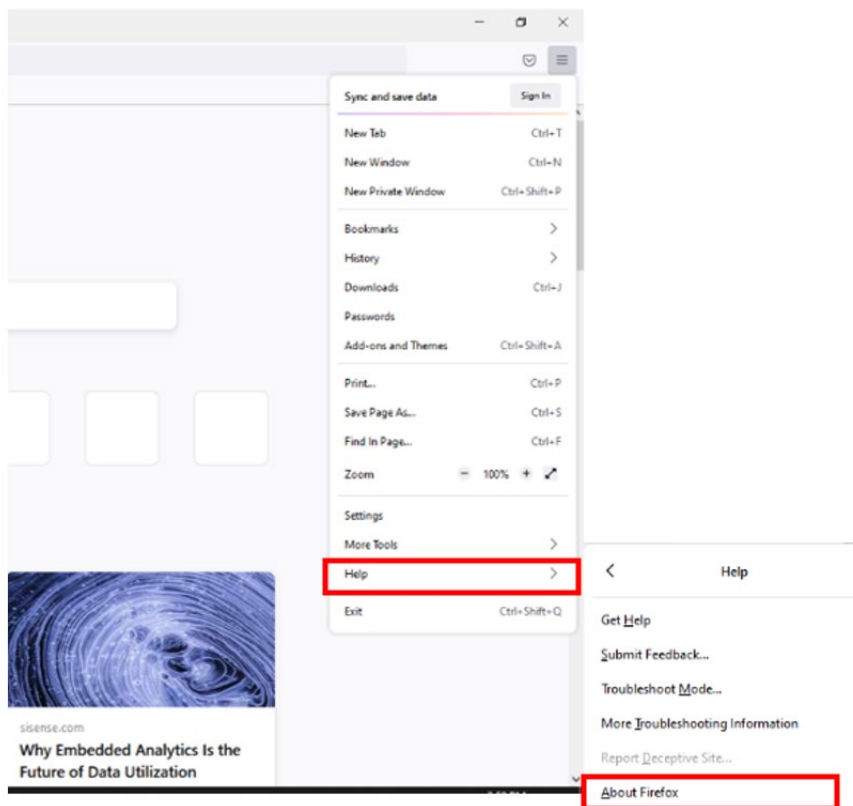 Sync and save data Sign In
New Tab Ctrl+T
New Window Ctrl+N
New Private Window Ctrl+Shift+P
Bookmarks
History
Downloads Ctrl+J
Passwords
Add-ons and Themes Ctrl+Shift+A
Print... Ctrl+P
Save Page As... Ctrl+S
Find In Page... Ctrl+F
Zoom − 100% +
Settings
More Tools
Help
Exit Ctrl+Shift+Q
Help
Get Help
Submit Feedback...
Troubleshoot Mode...
More Troubleshooting Information
Report Deceptive Site...
About Firefox
sisense.com
Why Embedded Analytics Is the
Future of Data Utilization